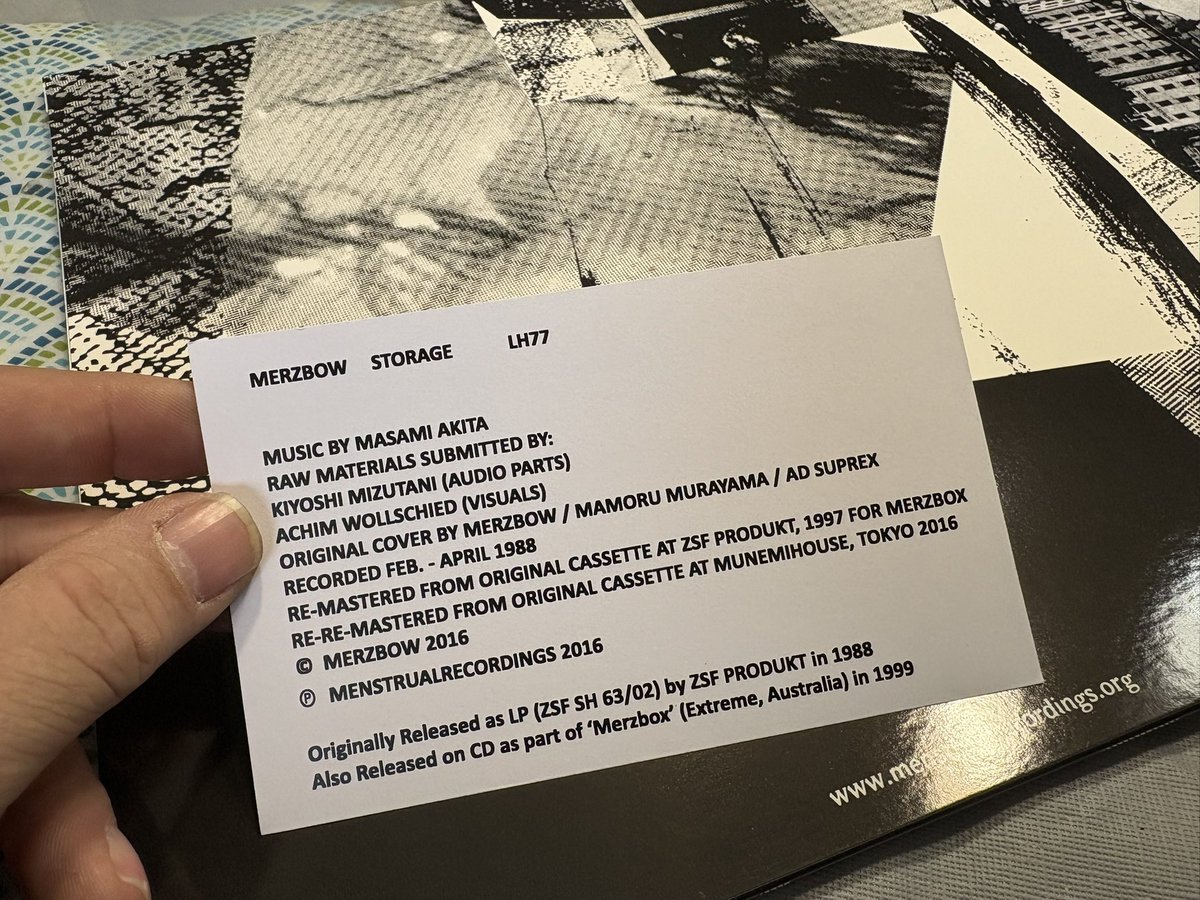 MERZBOW STORAGE LH77
MUSIC BY MASAMI AKITA
RAW MATERIALS SUBMITTED BY:
KIYOSHI MIZUTANI (AUDIO PARTS)
ACHIM WOLLSCHIED (VISUALS)
ORIGINAL COVER BY MERZBOW / MAMORU MURAYAMA / AD SUPREX
RECORDED FEB. - APRIL 1988
RE-MASTERED FROM ORIGINAL CASSETTE AT ZSF PRODUKT, 1997 FOR MERZBOX
RE-RE-MASTERED FROM ORIGINAL CASSETTE AT MUNEMIHOUSE, TOKYO 2016
© MERZBOW 2016
℗ MENSTRUALRECORDINGS 2016
Originally Released as LP (ZSF SH 63/02) by ZSF PRODUKT in 1988
Also Released on CD as part of ‘Merzbox’ (Extreme, Australia) in 1999